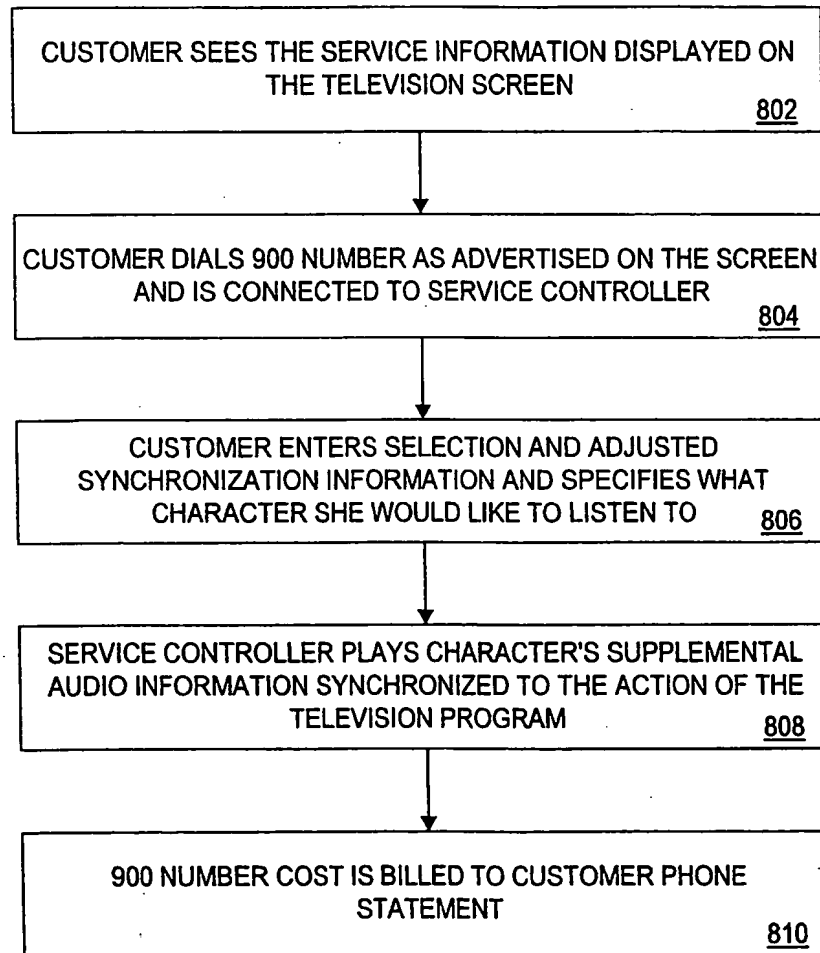 CUSTOMER SEES THE SERVICE INFORMATION DISPLAYED ON
THE TELEVISION SCREEN
802
CUSTOMER DIALS 900 NUMBER AS ADVERTISED ON THE SCREEN
AND IS CONNECTED TO SERVICE CONTROLLER
804
CUSTOMER ENTERS SELECTION AND ADJUSTED
SYNCHRONIZATION INFORMATION AND SPECIFIES WHAT
CHARACTER SHE WOULD LIKE TO LISTEN TO
806
SERVICE CONTROLLER PLAYS CHARACTER'S SUPPLEMENTAL
AUDIO INFORMATION SYNCHRONIZED TO THE ACTION OF THE
TELEVISION PROGRAM
808
900 NUMBER COST IS BILLED TO CUSTOMER PHONE
STATEMENT
810